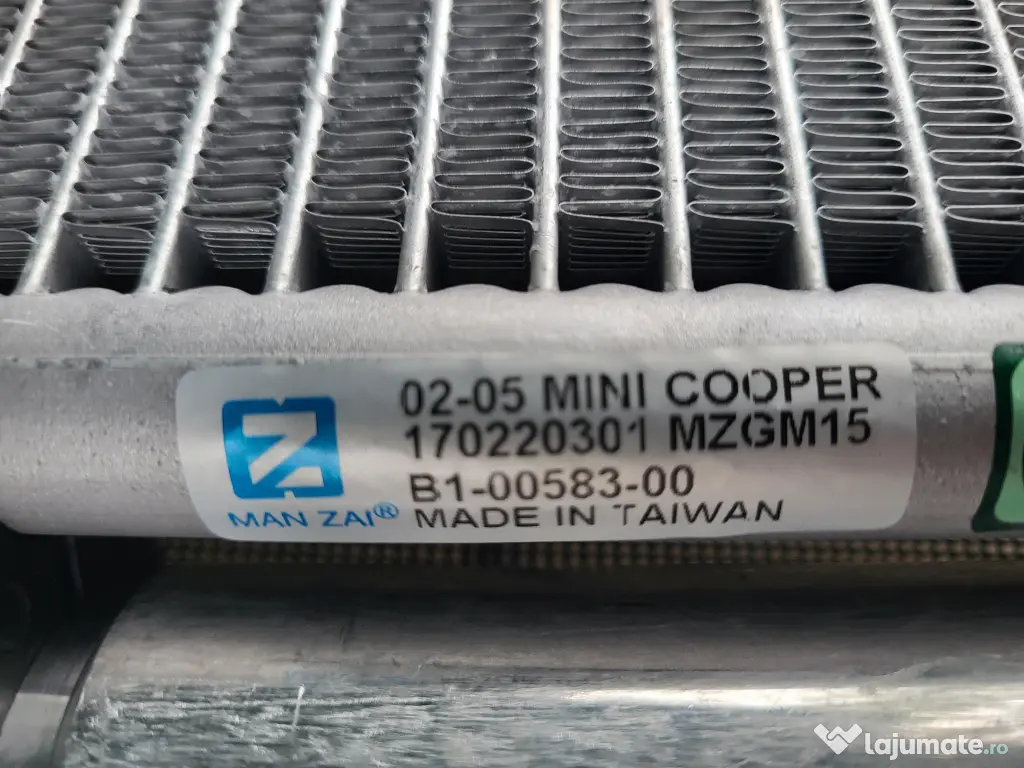 02-05 MINI COOPER
170220301 MZGM15
B1-00583-00
MAN ZAI® MADE IN TAIWAN
lajumate.ro